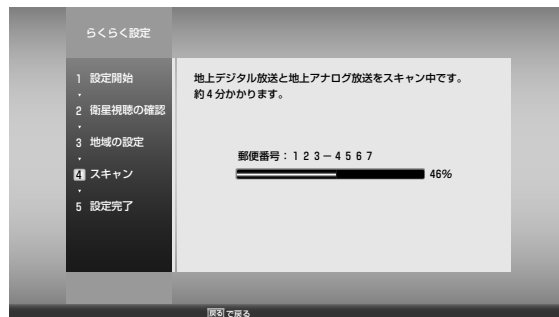 らくらく設定
1 設定開始
2 衛星視聴の確認
3 地域の設定
4 スキャン
5 設定完了
地上デジタル放送と地上アナログ放送をスキャン中です。
約4分かかります。
郵便番号：１２３－４５６７
46%
戻る で戻る